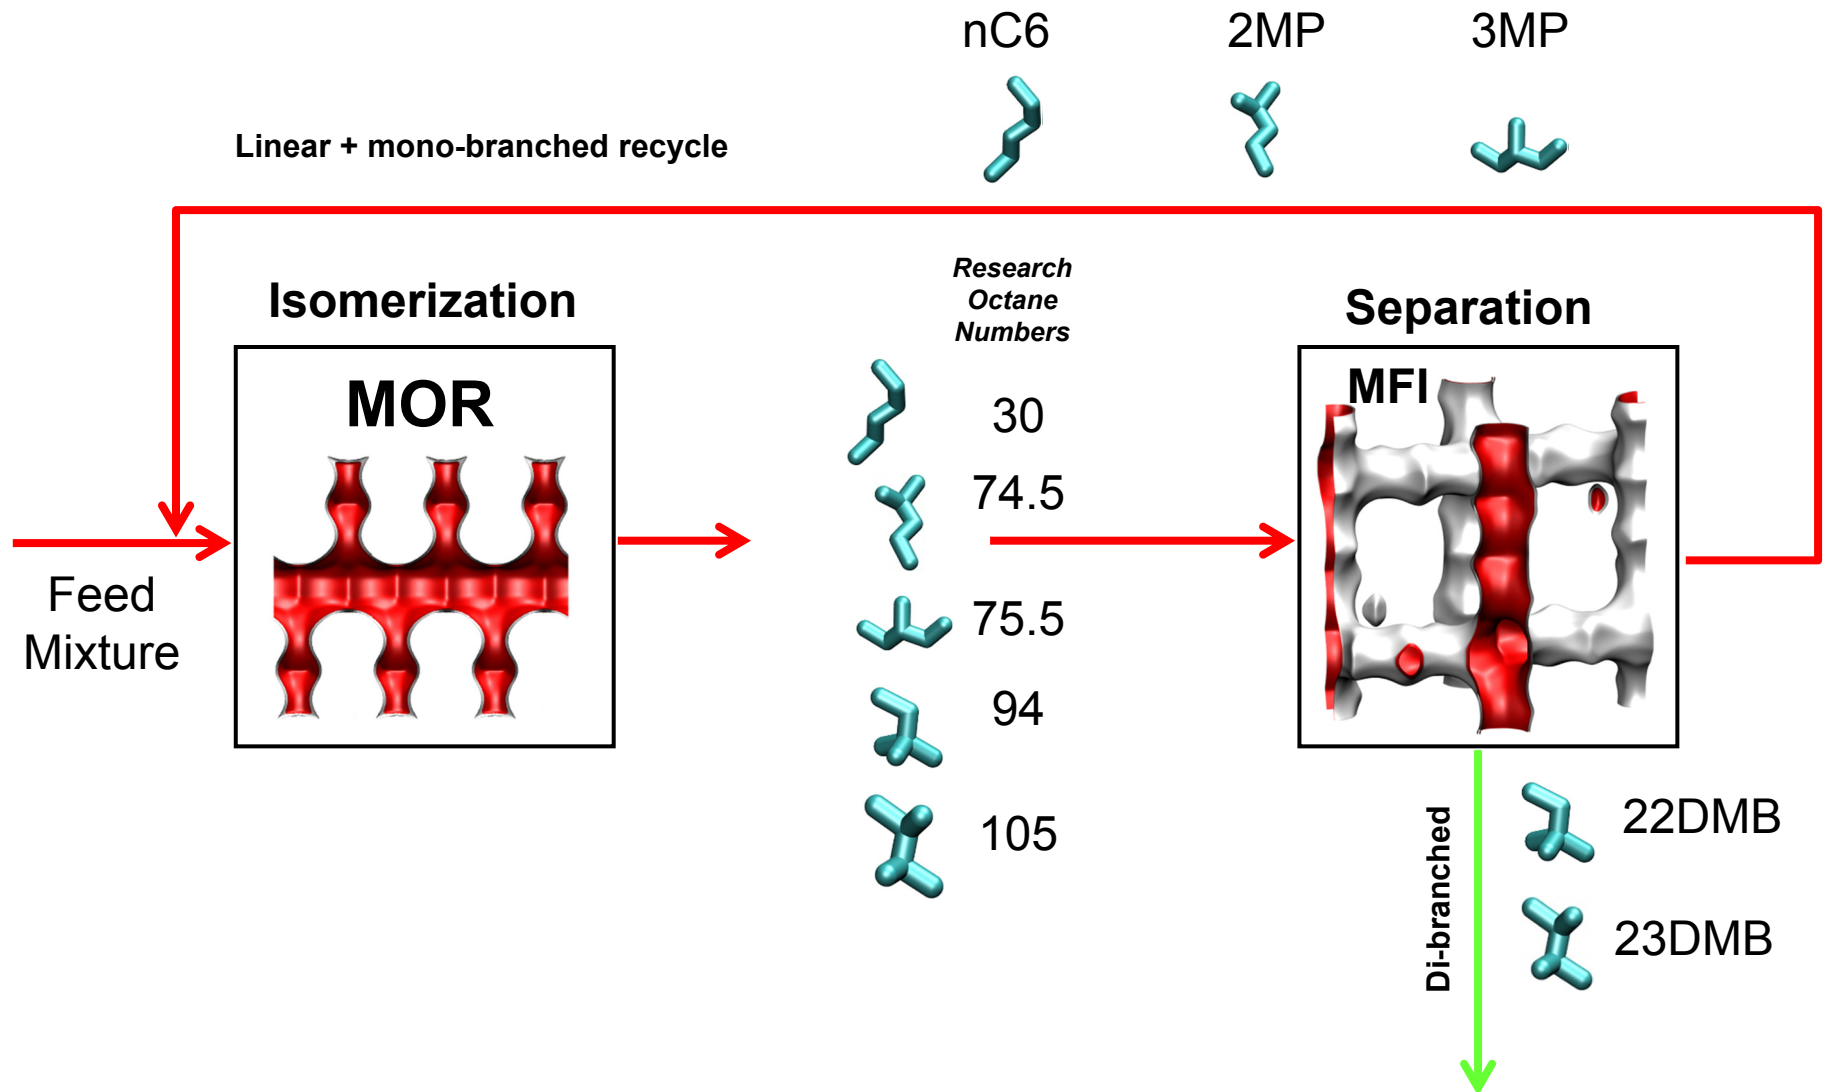 nC6
2MP
3MP
Linear + mono-branched recycle
Isomerization
Research
Octane
Numbers
Separation
MOR
MFI
30
74.5
Feed
Mixture
75.5
94
105
22DMB
23DMB
Di-branched